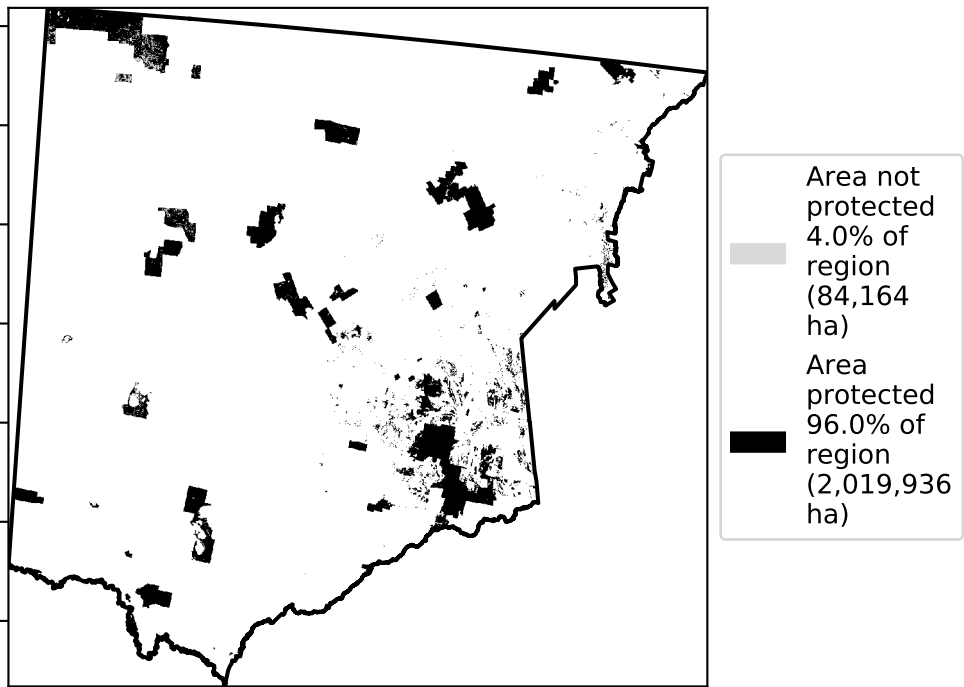 Area not
protected
4.0% of
region
(84,164
ha)
Area
protected
96.0% of
region
(2,019,936
ha)